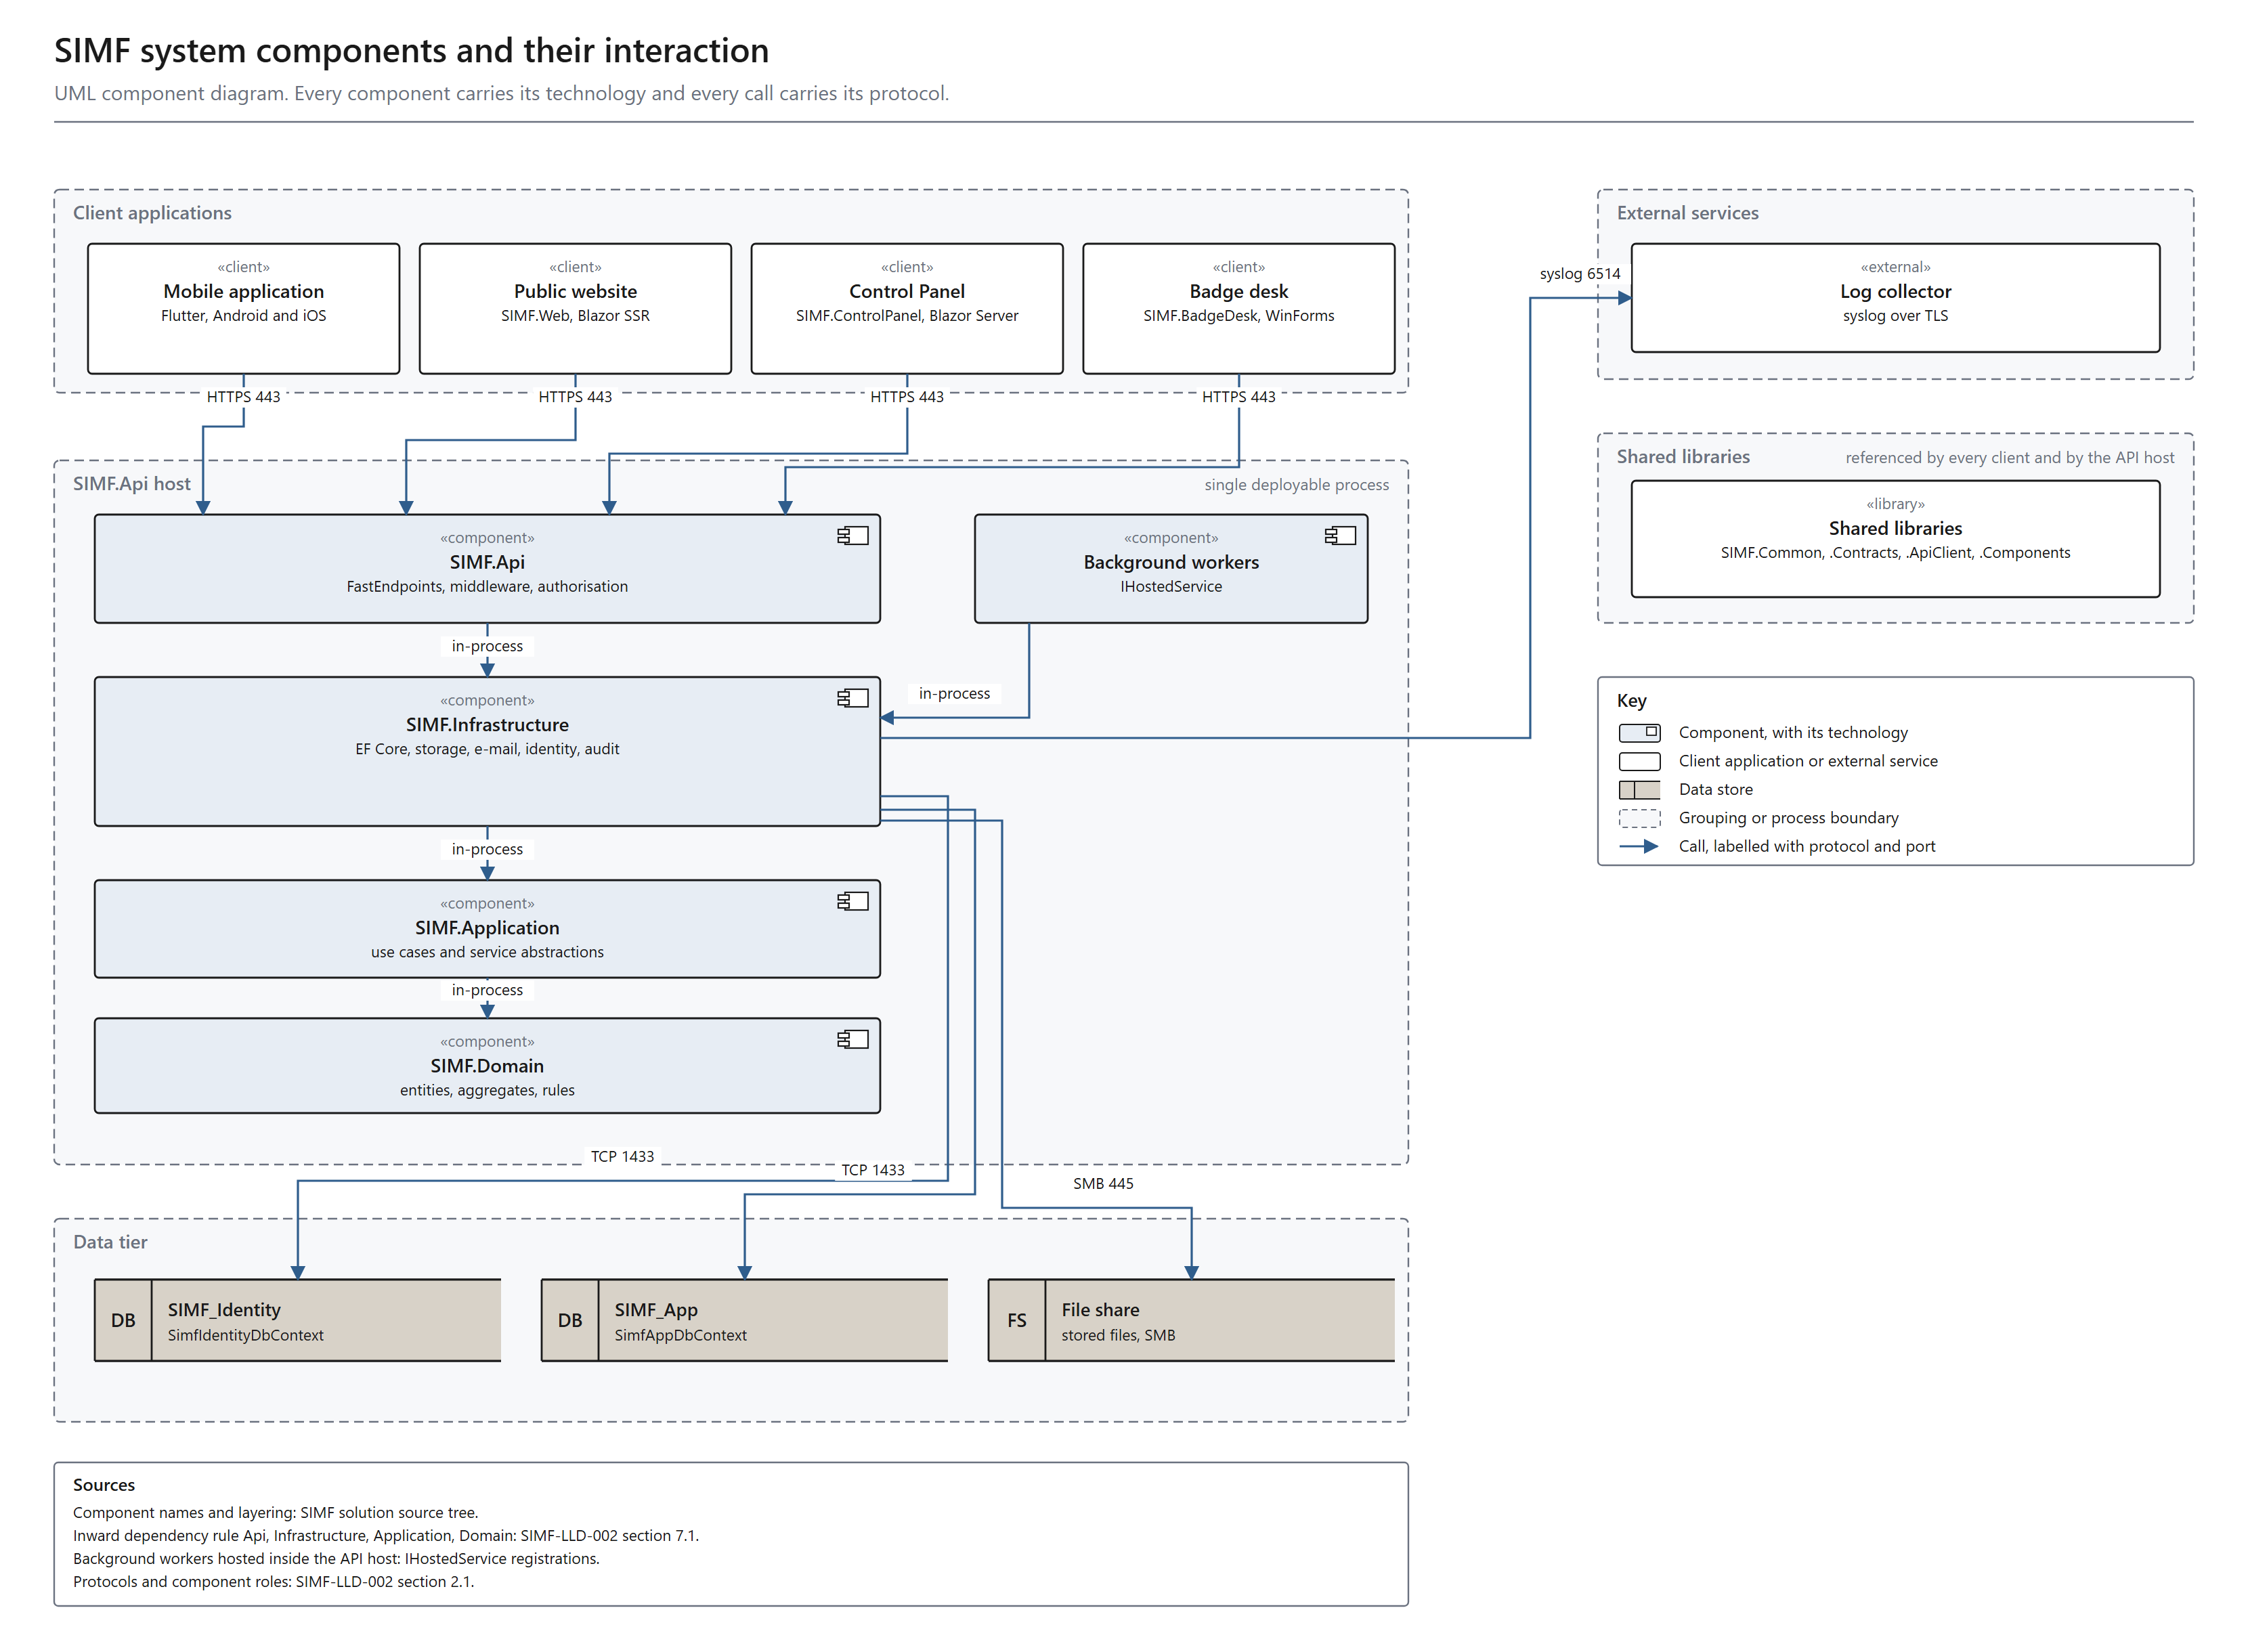 SIMF system components and their interaction
UML component diagram. Every component carries its technology and every call carries its protocol.
Client applications
«client»
Mobile application
Flutter, Android and iOS
«client»
Public website
SIMF.Web, Blazor SSR
«client»
Control Panel
SIMF.ControlPanel, Blazor Server
«client»
Badge desk
SIMF.BadgeDesk, WinForms
HTTPS 443
HTTPS 443
HTTPS 443
HTTPS 443
External services
syslog 6514
«external»
Log collector
syslog over TLS
Shared libraries
referenced by every client and by the API host
«library»
Shared libraries
SIMF.Common, .Contracts, .ApiClient, .Components
SIMF.Api host
single deployable process
«component»
SIMF.Api
FastEndpoints, middleware, authorisation
«component»
Background workers
IHostedService
in-process
in-process
«component»
SIMF.Infrastructure
EF Core, storage, e-mail, identity, audit
in-process
«component»
SIMF.Application
use cases and service abstractions
in-process
«component»
SIMF.Domain
entities, aggregates, rules
Key
Component, with its technology
Client application or external service
Data store
Grouping or process boundary
Call, labelled with protocol and port
TCP 1433
TCP 1433
SMB 445
Data tier
DB
SIMF_Identity
SimfIdentityDbContext
DB
SIMF_App
SimfAppDbContext
FS
File share
stored files, SMB
Sources
Component names and layering: SIMF solution source tree.
Inward dependency rule Api, Infrastructure, Application, Domain: SIMF-LLD-002 section 7.1.
Background workers hosted inside the API host: IHostedService registrations.
Protocols and component roles: SIMF-LLD-002 section 2.1.